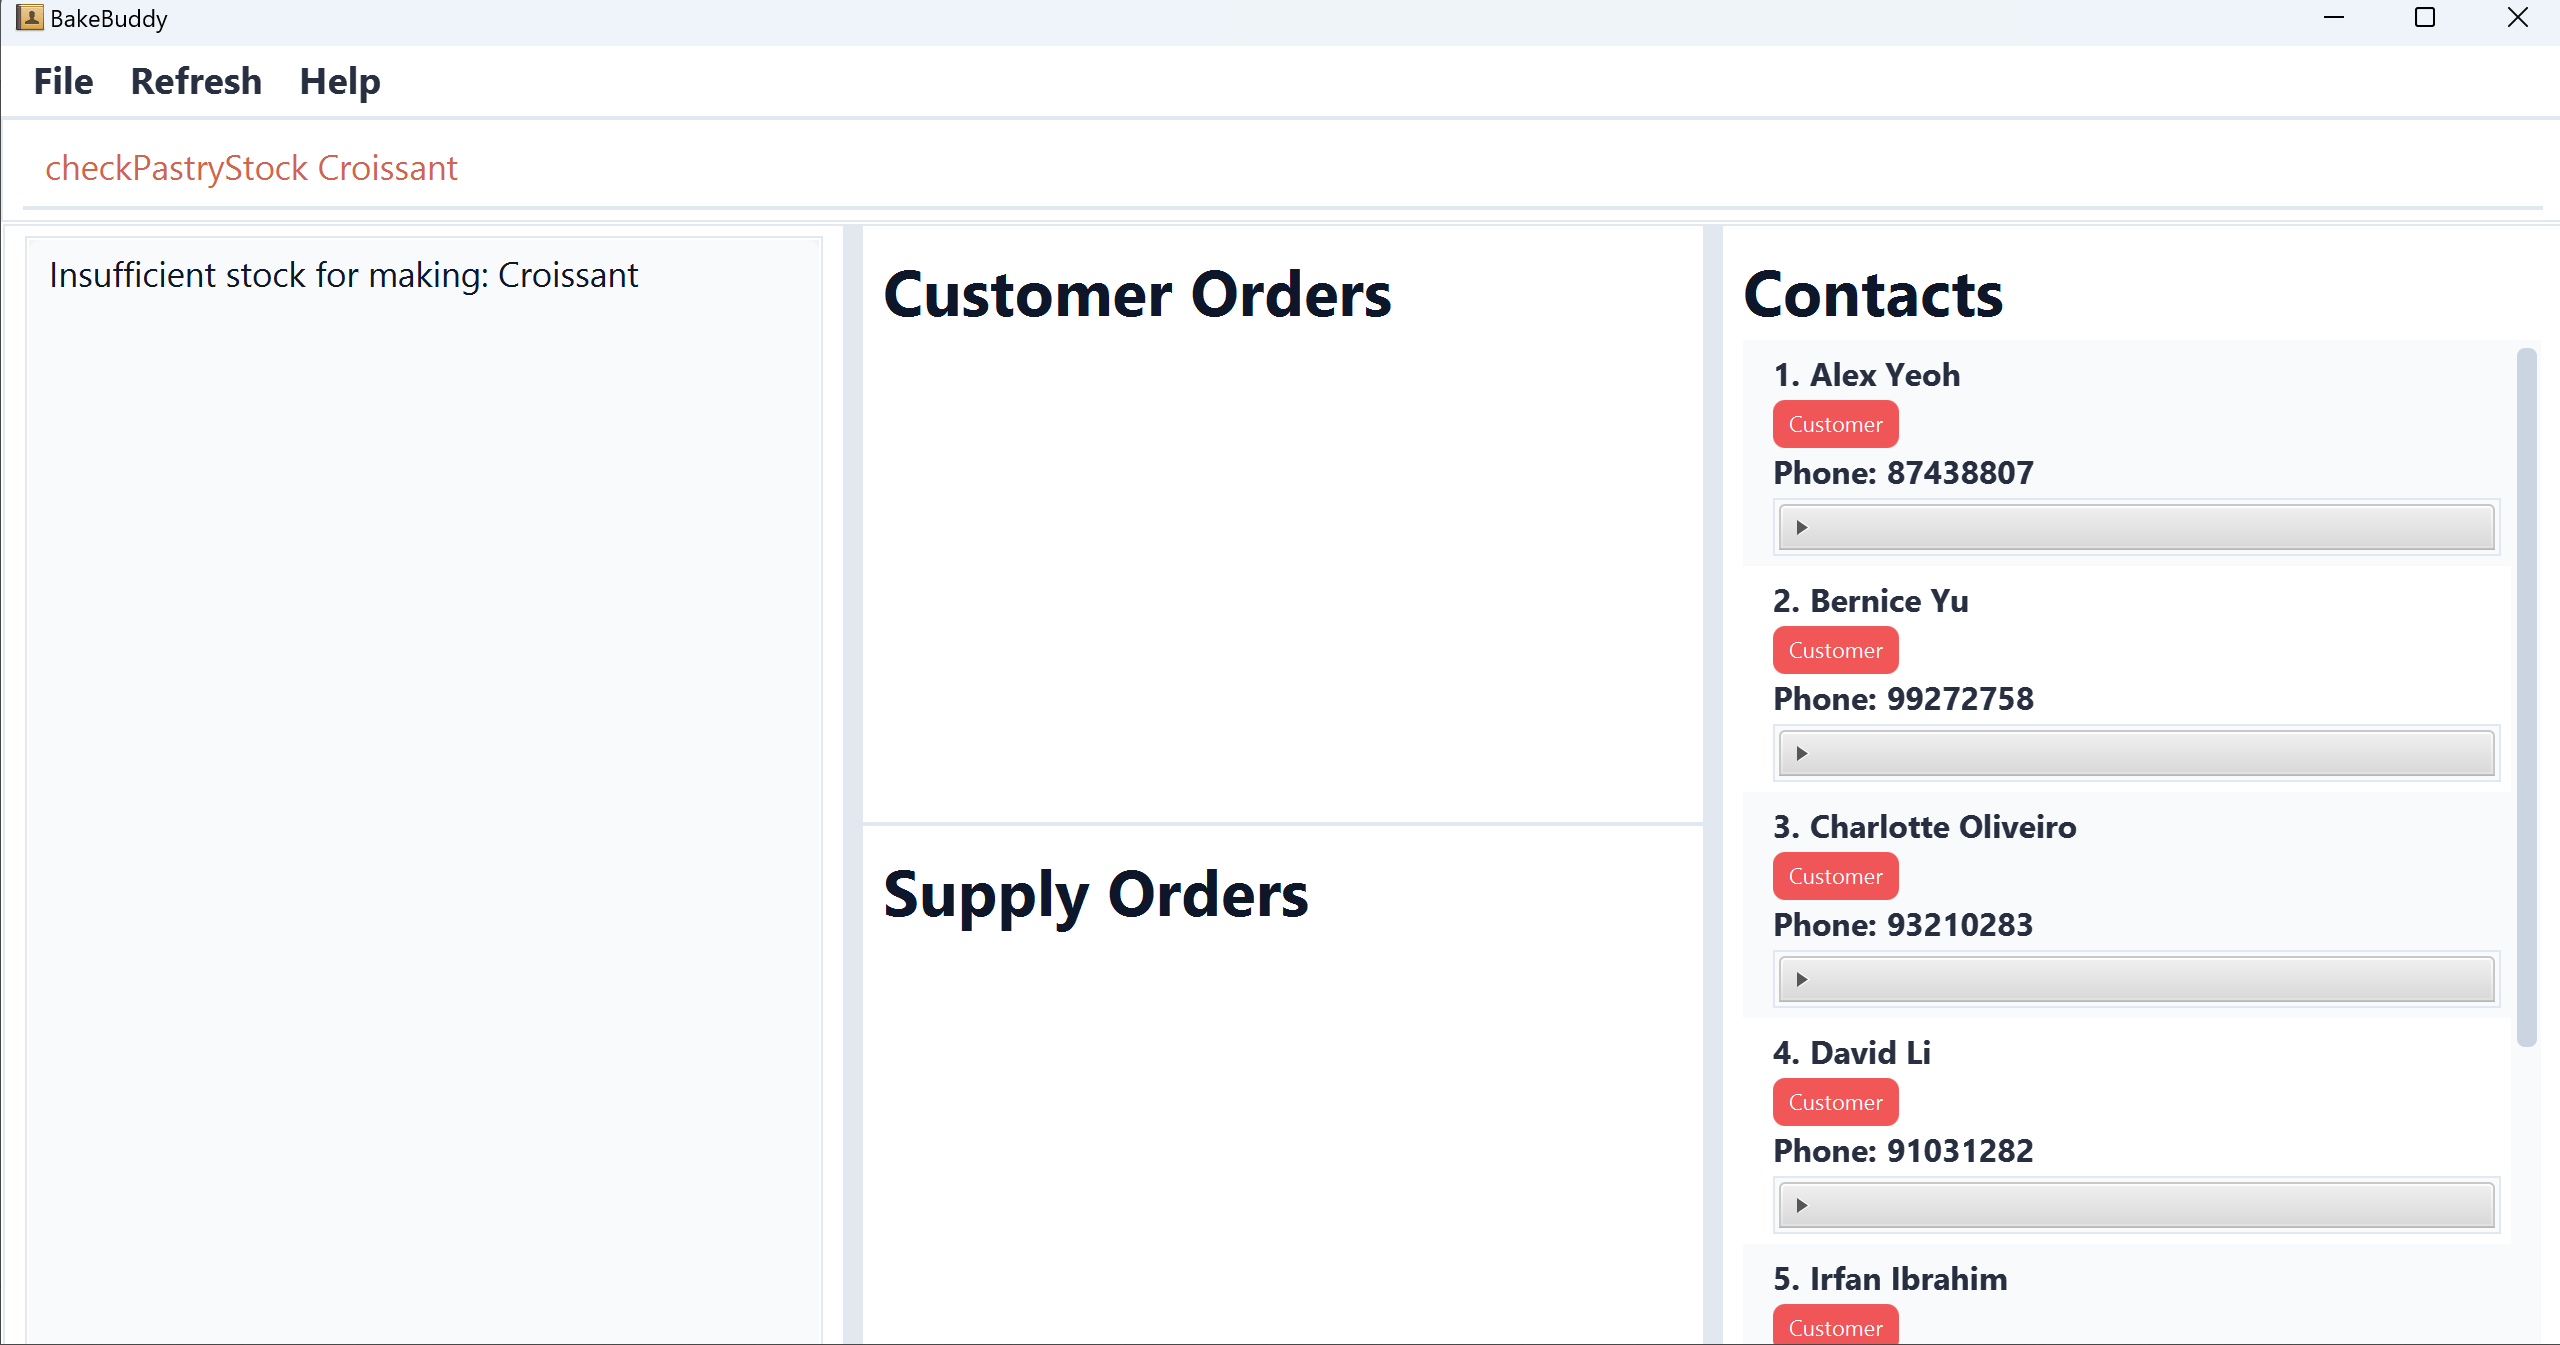 BakeBuddy
File Refresh Help
checkPastryStock Croissant
Insufficient stock for making: Croissant
Customer Orders
Supply Orders
Contacts
1. Alex Yeoh
Customer
Phone: 87438807
2. Bernice Yu
Customer
Phone: 99272758
3. Charlotte Oliveiro
Customer
Phone: 93210283
4. David Li
Customer
Phone: 91031282
5. Irfan Ibrahim
Customer